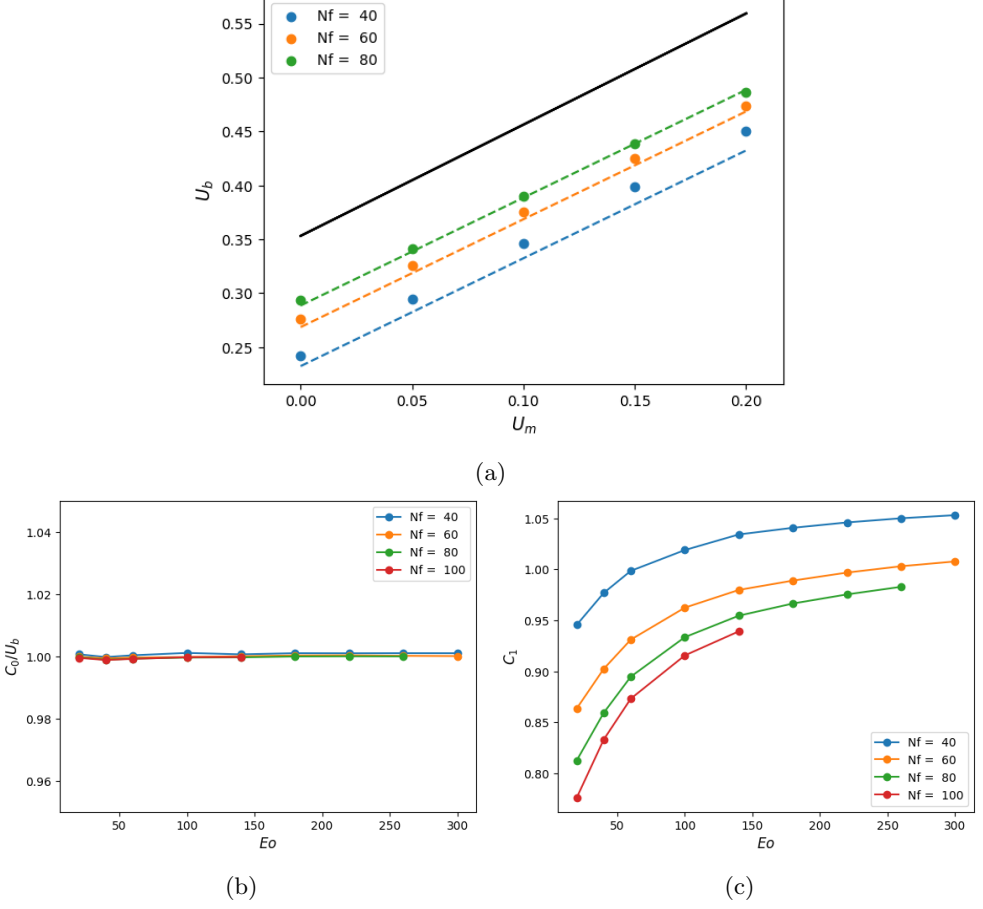 Nf = 40
Nf = 60
Nf = 80
0.55
0.50
0.45
0.40
0.35
0.30
0.25
U_b
0.00 0.05 0.10 0.15 0.20
U_m
(a)
1.04
1.02
1.00
0.98
0.96
C_0/U_b
Nf = 40
Nf = 60
Nf = 80
Nf = 100
50 100 150 200 250 300
Eo
(b)
1.05
1.00
0.95
0.90
0.85
0.80
C_1
Nf = 40
Nf = 60
Nf = 80
Nf = 100
50 100 150 200 250 300
Eo
(c)